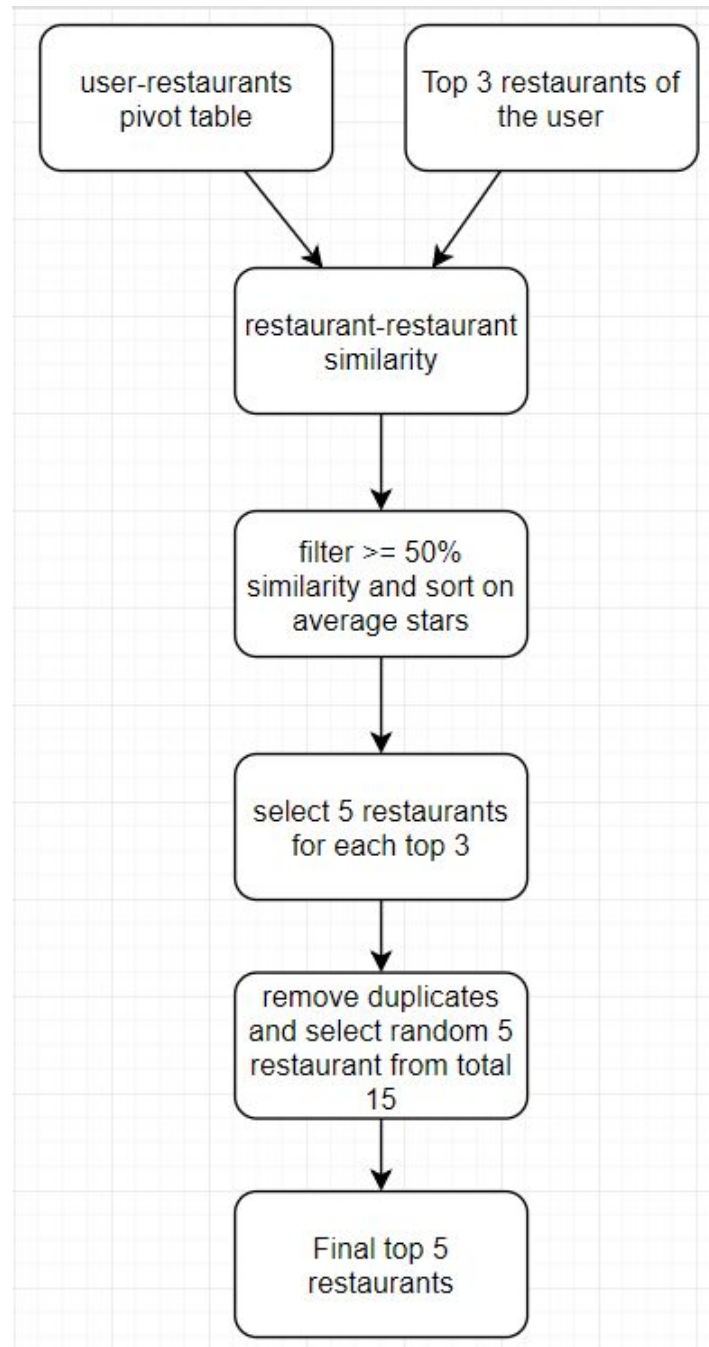 user-restaurants
pivot table
Top 3 restaurants of
the user
restaurant-restaurant
similarity
filter >= 50%
similarity and sort on
average stars
select 5 restaurants
for each top 3
remove duplicates
and select random 5
restaurant from total
15
Final top 5
restaurants